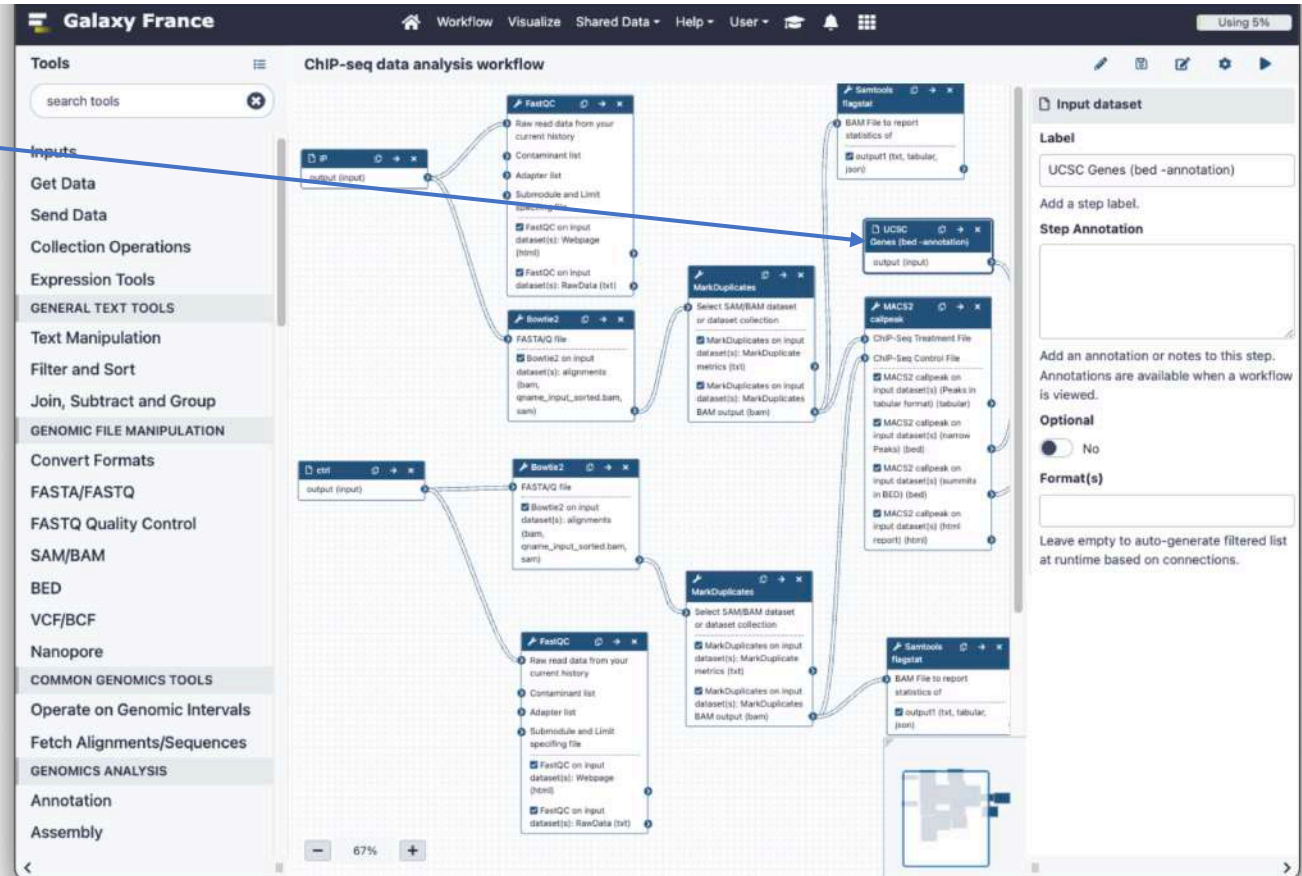 Galaxy France
Workflow Visualize Shared Data Help User
Using 5%
Tools
search tools
Inputs
Get Data
Send Data
Collection Operations
Expression Tools
GENERAL TEXT TOOLS
Text Manipulation
Filter and Sort
Join, Subtract and Group
GENOMIC FILE MANIPULATION
Convert Formats
FASTA/FASTQ
FASTQ Quality Control
SAM/BAM
BED
VCF/BCF
Nanopore
COMMON GENOMICS TOOLS
Operate on Genomic Intervals
Fetch Alignments/Sequences
GENOMICS ANALYSIS
Annotation
Assembly
ChIP-seq data analysis workflow
IP
output (input)
FastQC
Raw read data from your
current history
Contaminant list
Adapter list
Submodule and Limit
specifing file
FastQC on input
dataset(s): Webpage
(html)
FastQC on input
dataset(s): RawData (txt)
Bowtie2
FASTA/Q file
Bowtie2 on input
dataset(s): alignments
(bam,
qname_input_sorted.bam,
sam)
MarkDuplicates
Select SAM/BAM dataset
or dataset collection
MarkDuplicates on input
dataset(s): MarkDuplicate
metrics (txt)
MarkDuplicates on input
dataset(s): MarkDuplicates
BAM output (bam)
Samtools
flagstat
BAM File to report
statistics of
output1 (txt, tabular,
json)
UCSC
Genes (bed -annotation)
output (input)
MACS2
callpeak
ChIP-Seq Treatment File
ChIP-Seq Control File
MACS2 callpeak on
input dataset(s) (Peaks in
tabular format) (tabular)
MACS2 callpeak on
input dataset(s) (narrow
Peaks) (bed)
MACS2 callpeak on
input dataset(s) (summits
in BED) (bed)
MACS2 callpeak on
input dataset(s) (html
report) (html)
ctrl
output (input)
Bowtie2
FASTA/Q file
Bowtie2 on input
dataset(s): alignments
(bam,
qname_input_sorted.bam,
sam)
MarkDuplicates
Select SAM/BAM dataset
or dataset collection
MarkDuplicates on input
dataset(s): MarkDuplicate
metrics (txt)
MarkDuplicates on input
dataset(s): MarkDuplicates
BAM output (bam)
FastQC
Raw read data from your
current history
Contaminant list
Adapter list
Submodule and Limit
specifing file
FastQC on input
dataset(s): Webpage
(html)
FastQC on input
dataset(s): RawData (txt)
Samtools
flagstat
BAM File to report
statistics of
output1 (txt, tabular,
json)
67%
Input dataset
Label
UCSC Genes (bed -annotation)
Add a step label.
Step Annotation
Add an annotation or notes to this step.
Annotations are available when a workflow
is viewed.
Optional
No
Format(s)
Leave empty to auto-generate filtered list
at runtime based on connections.